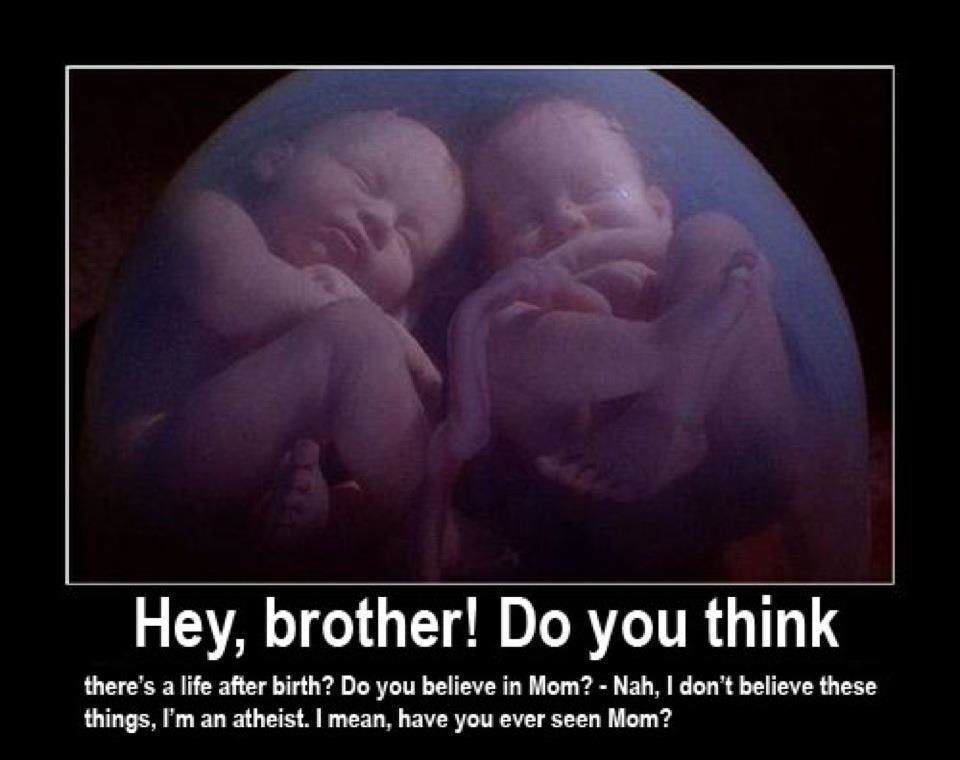 Hey, brother! Do you think
there's a life after birth? Do you believe in Mom? - Nah, I don't believe these
things, I'm an atheist. I mean, have you ever seen Mom?